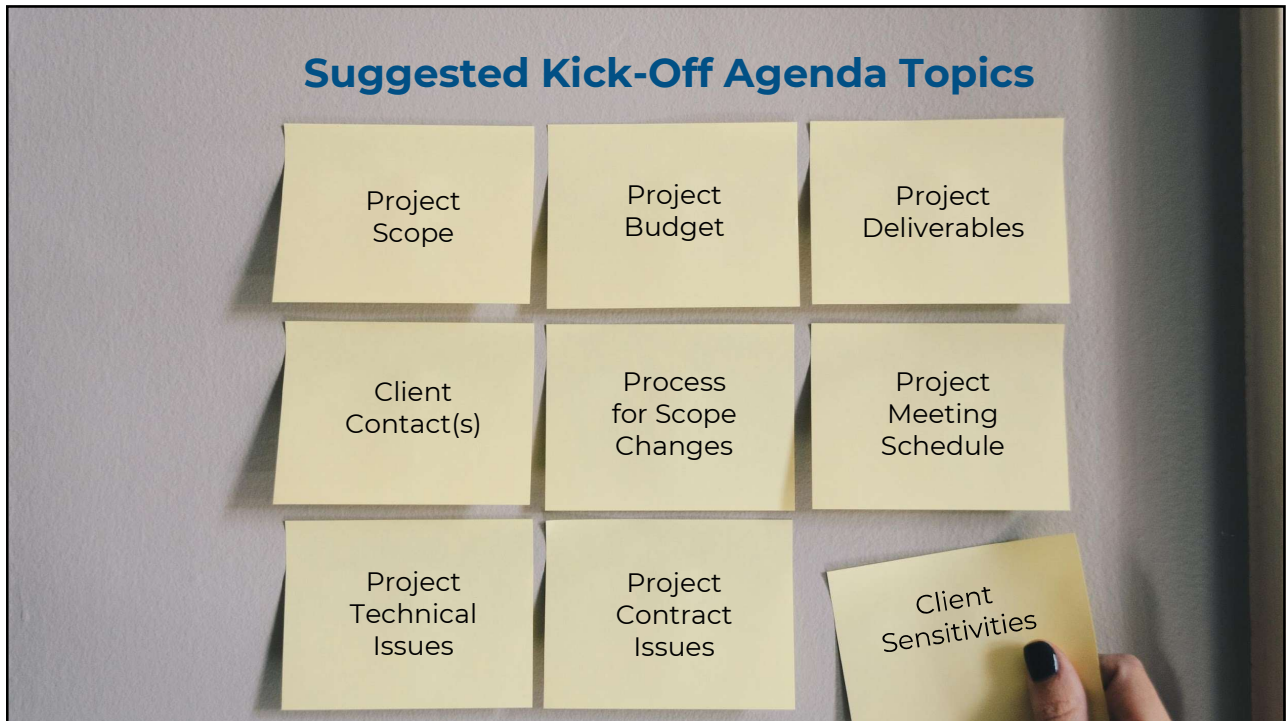 Suggested Kick-Off Agenda Topics
Project
Scope
Project
Budget
Project
Deliverables
Client
Contact(s)
Process
for Scope
Changes
Project
Meeting
Schedule
Project
Technical
Issues
Project
Contract
Issues
Client
Sensitivities